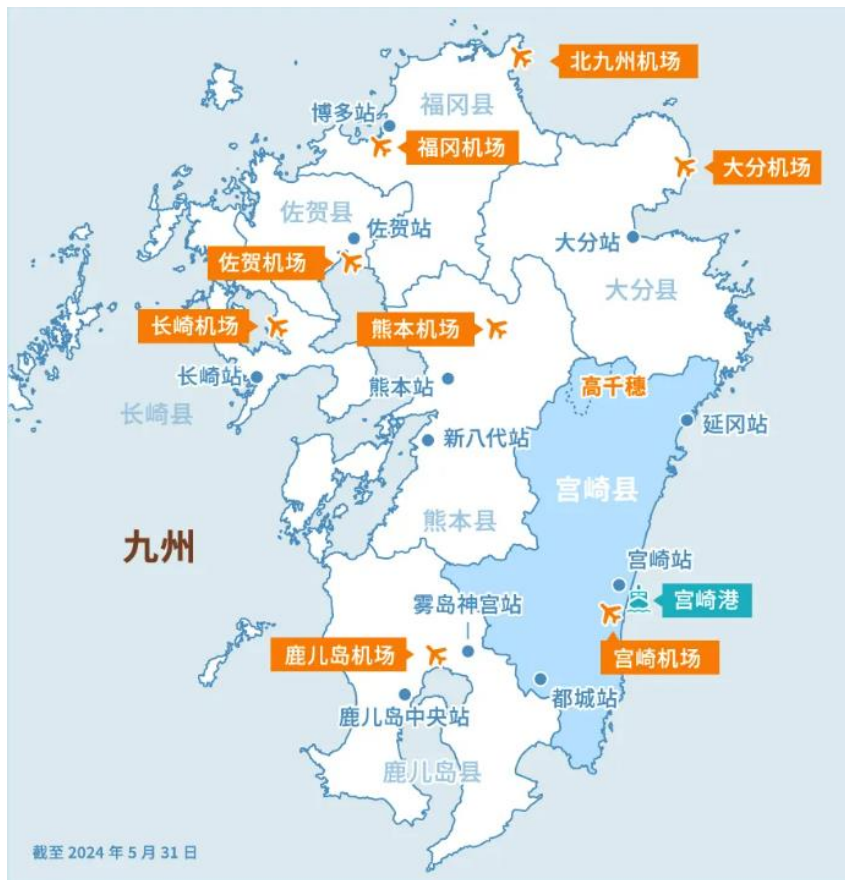 北九州机场
福冈县
博多站
福冈机场
大分机场
佐贺县
佐贺站
大分站
佐贺机场
大分县
长崎机场
熊本机场
长崎站
熊本站
高千穗
长崎县
延冈站
新八代站
宫崎县
熊本县
九州
宫崎站
雾岛神宫站
宫崎港
鹿儿岛机场
宫崎机场
都城站
鹿儿岛中央站
鹿儿岛县
截至 2024 年 5 月 31 日